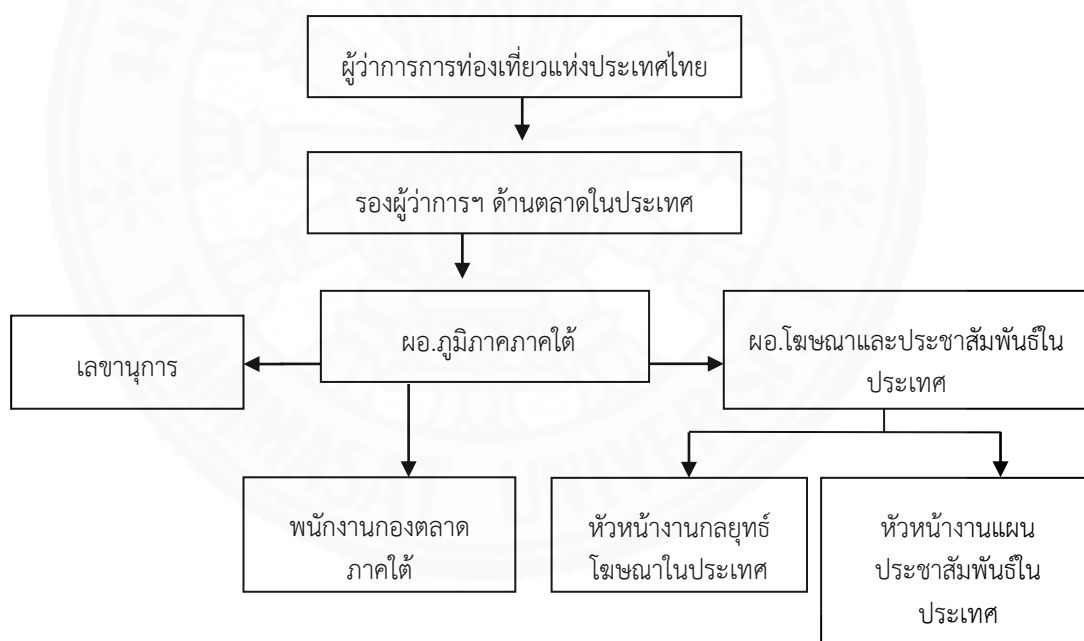 ผู้ว่าการการท่องเที่ยวแห่งประเทศไทย
รองผู้ว่าการฯ ด้านตลาดในประเทศ
ผอ.ภูมิภาคภาคใต้
เลขานุการ
ผอ.โฆษณาและประชาสัมพันธ์ใน
ประเทศ
พนักงานกองตลาด
ภาคใต้
หัวหน้างานกลยุทธ์
โฆษณาในประเทศ
หัวหน้างานแผน
ประชาสัมพันธ์ใน
ประเทศ
THAMMASAT UNIVERSITY